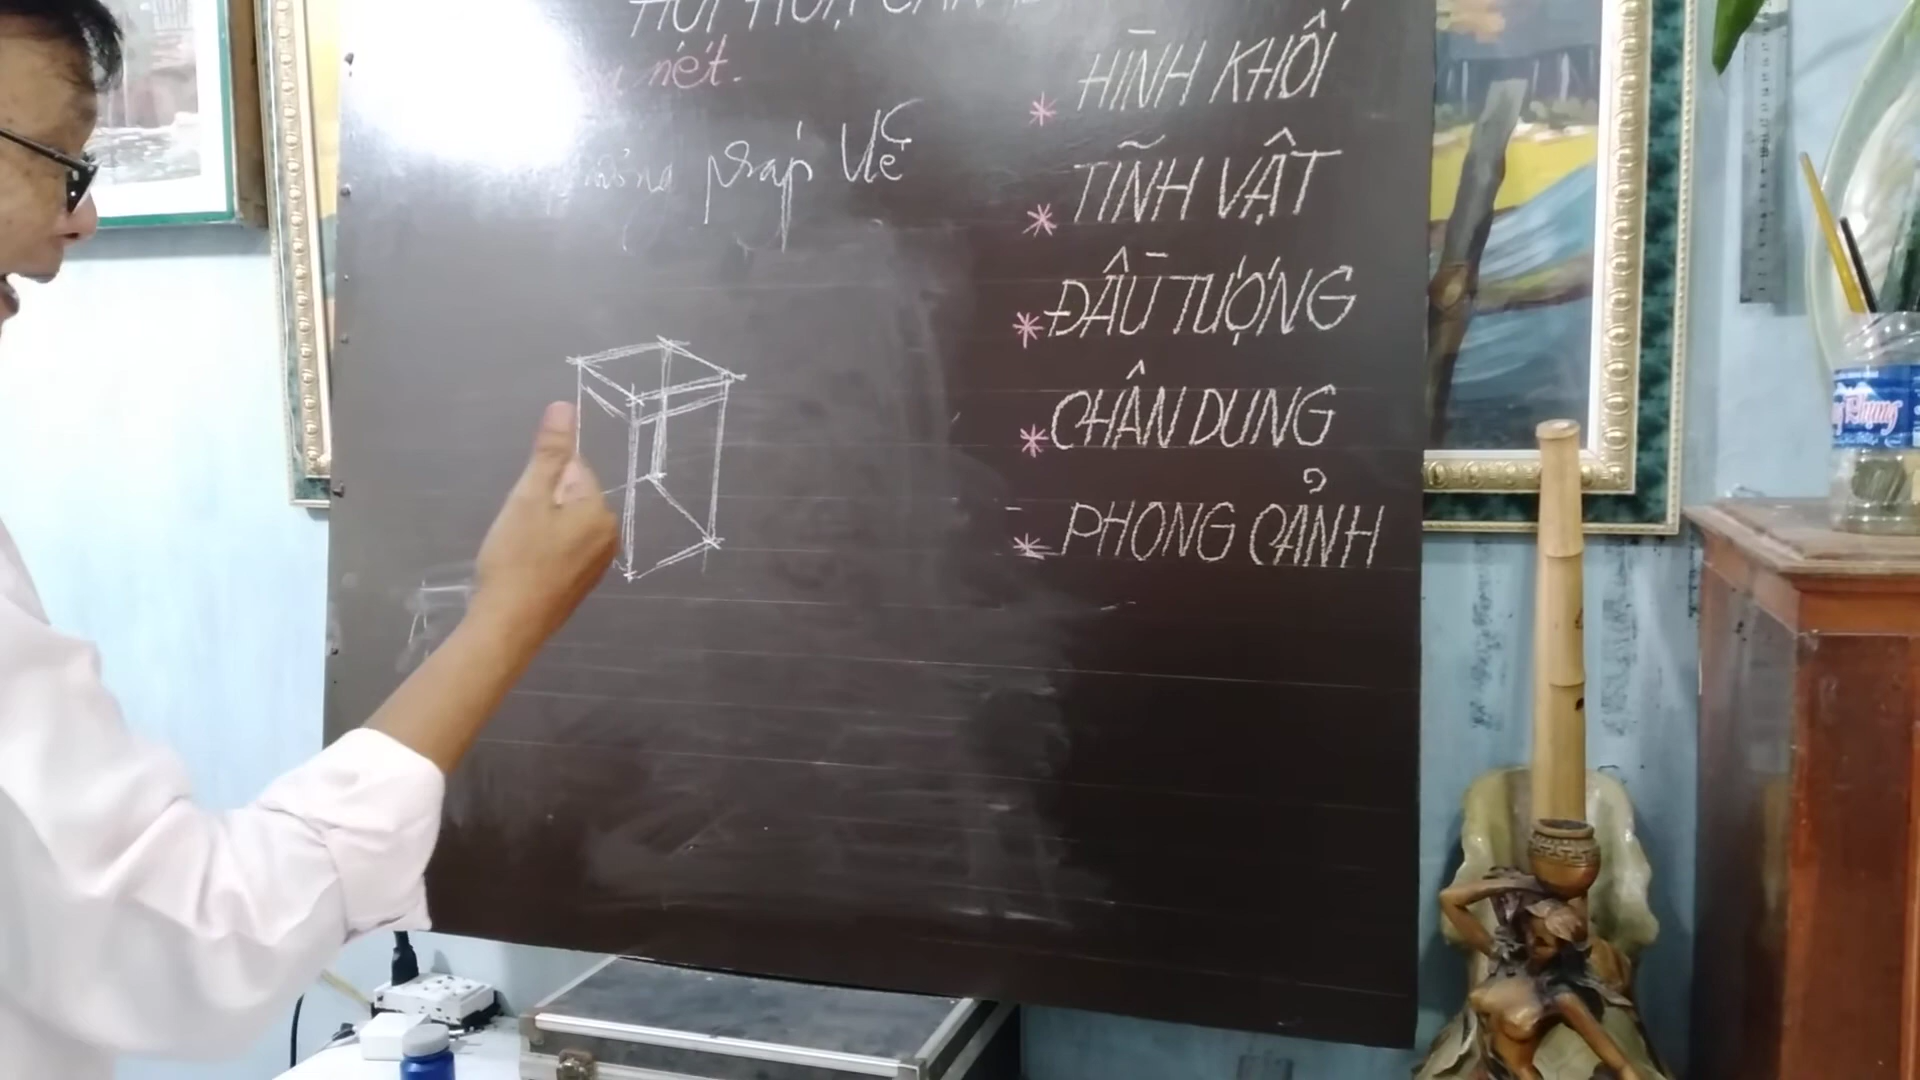 nét.
pháp vẽ
* HÌNH KHỐI
* TĨNH VẬT
* ĐẦU TƯỢNG
* CHÂN DUNG
* PHONG CẢNH